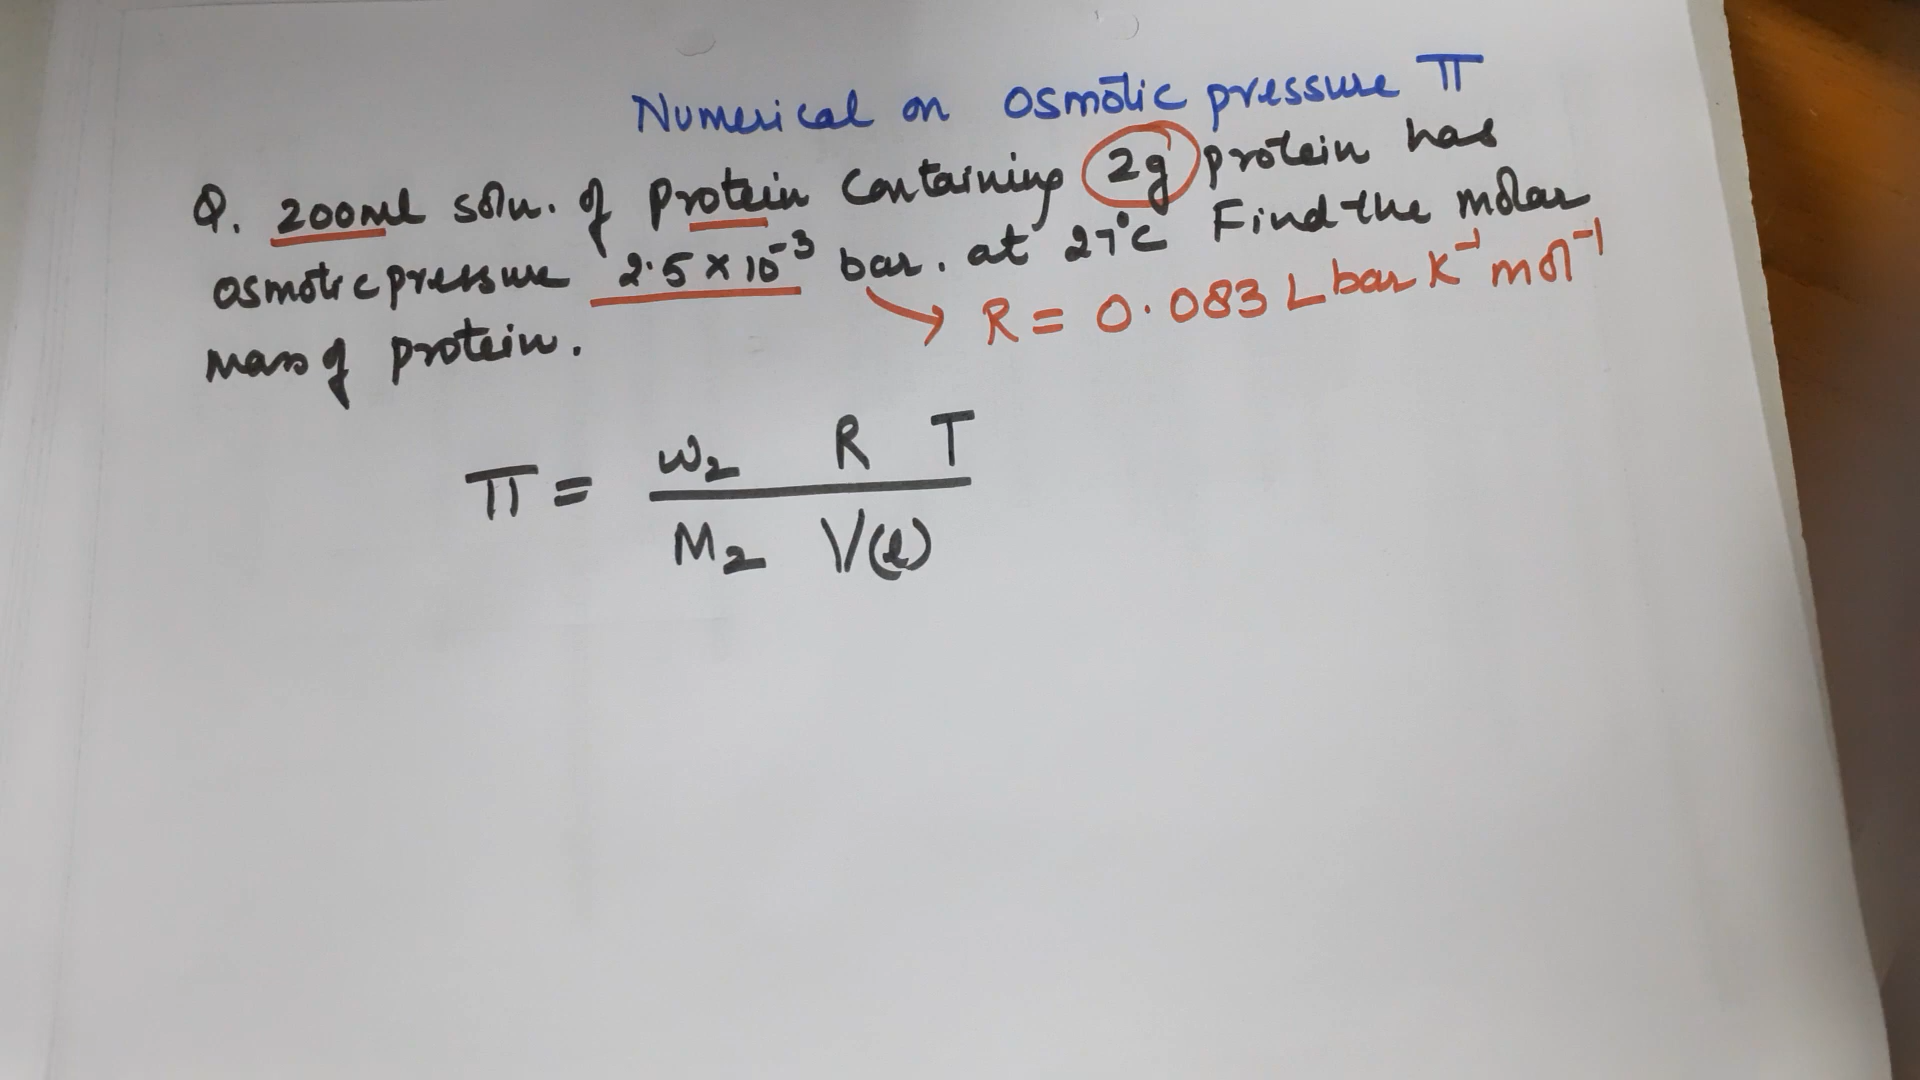 Numerical on osmotic pressure π
Q. 200ml soln. of Protein containing 2g protein has
osmotic pressure 2.5 × 10⁻³ bar. at 27°C Find the molar
mass of protein.
R = 0.083 L bar K⁻¹ mol⁻¹
π = w₂ R T
M₂ V(l)